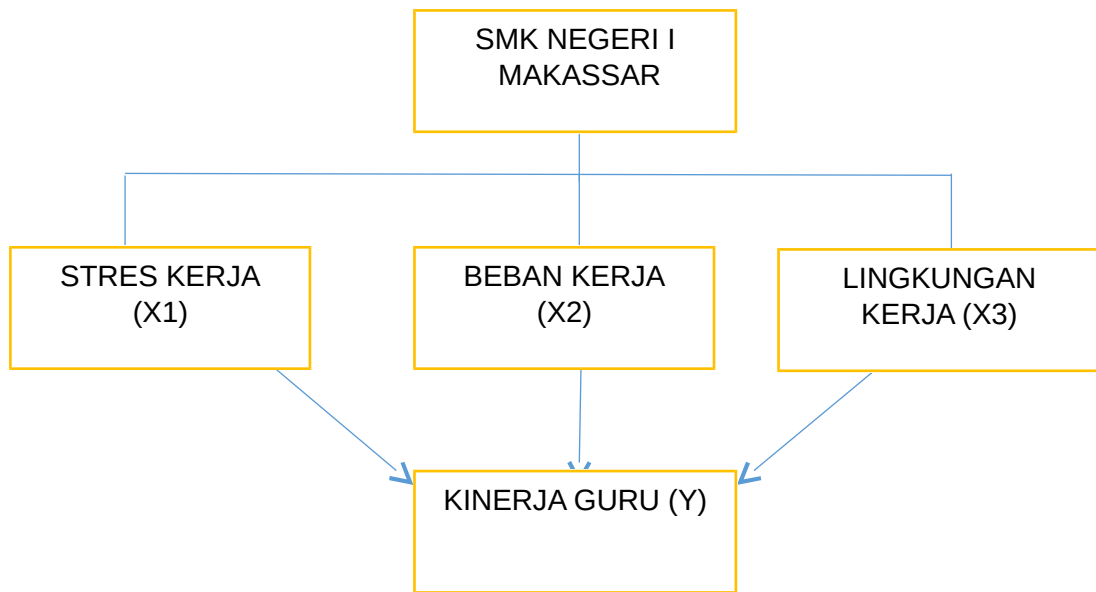 SMK NEGERI I
MAKASSAR
STRES KERJA
(X1)
BEBAN KERJA
(X2)
LINGKUNGAN
KERJA (X3)
KINERJA GURU (Y)